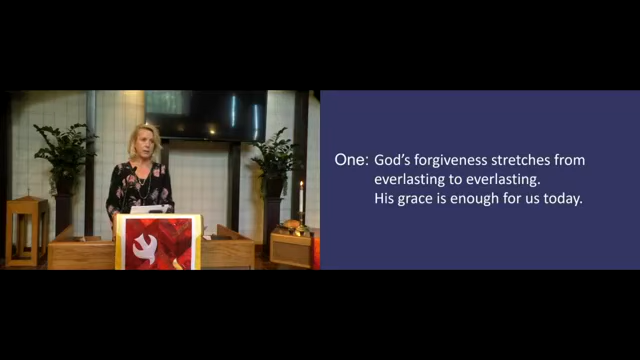 One: God’s forgiveness stretches from
everlasting to everlasting.
His grace is enough for us today.